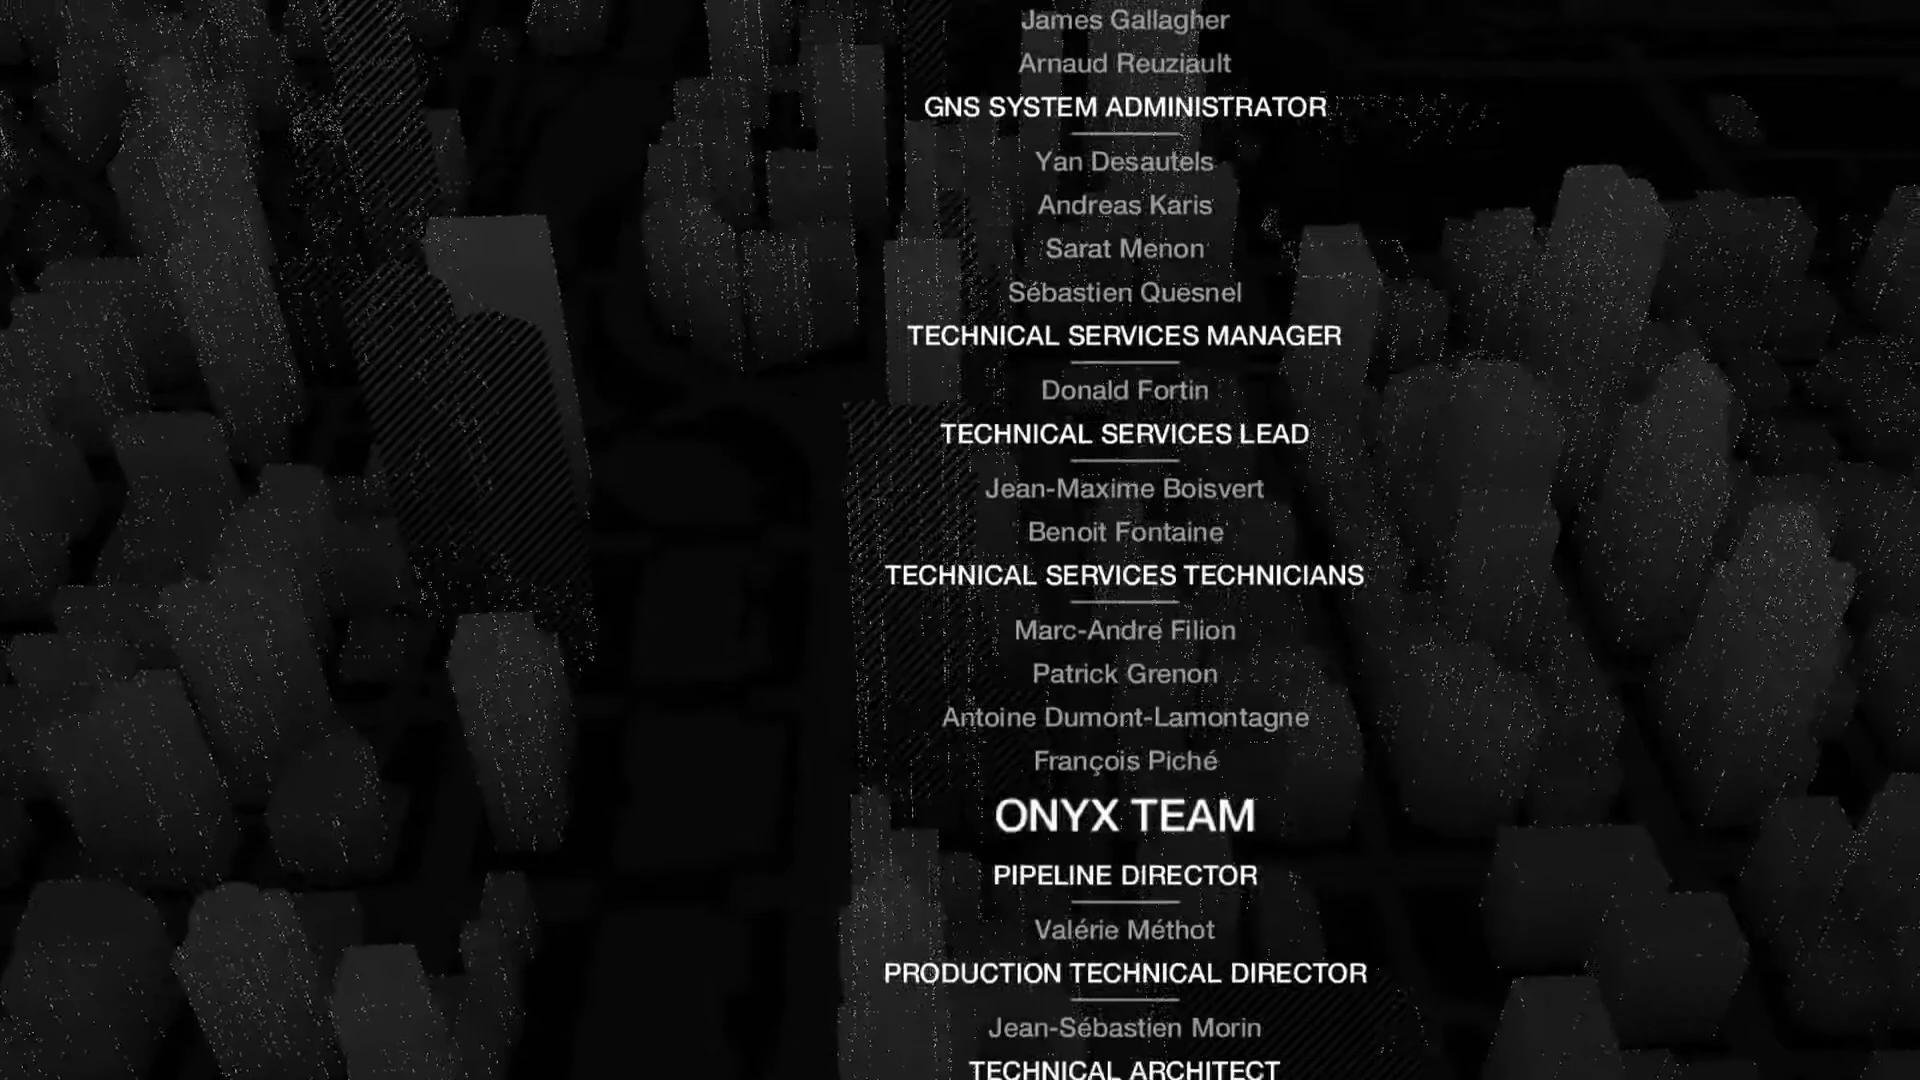 James Gallagher
Arnaud Reuziault
GNS SYSTEM ADMINISTRATOR
Yan Desautels
Andreas Karis
Sarat Menon
Sébastien Quesnel
TECHNICAL SERVICES MANAGER
Donald Fortin
TECHNICAL SERVICES LEAD
Jean-Maxime Boisvert
Benoit Fontaine
TECHNICAL SERVICES TECHNICIANS
Marc-Andre Filion
Patrick Grenon
Antoine Dumont-Lamontagne
François Piché
ONYX TEAM
PIPELINE DIRECTOR
Valérie Méthot
PRODUCTION TECHNICAL DIRECTOR
Jean-Sébastien Morin
TECHNICAL ARCHITECT